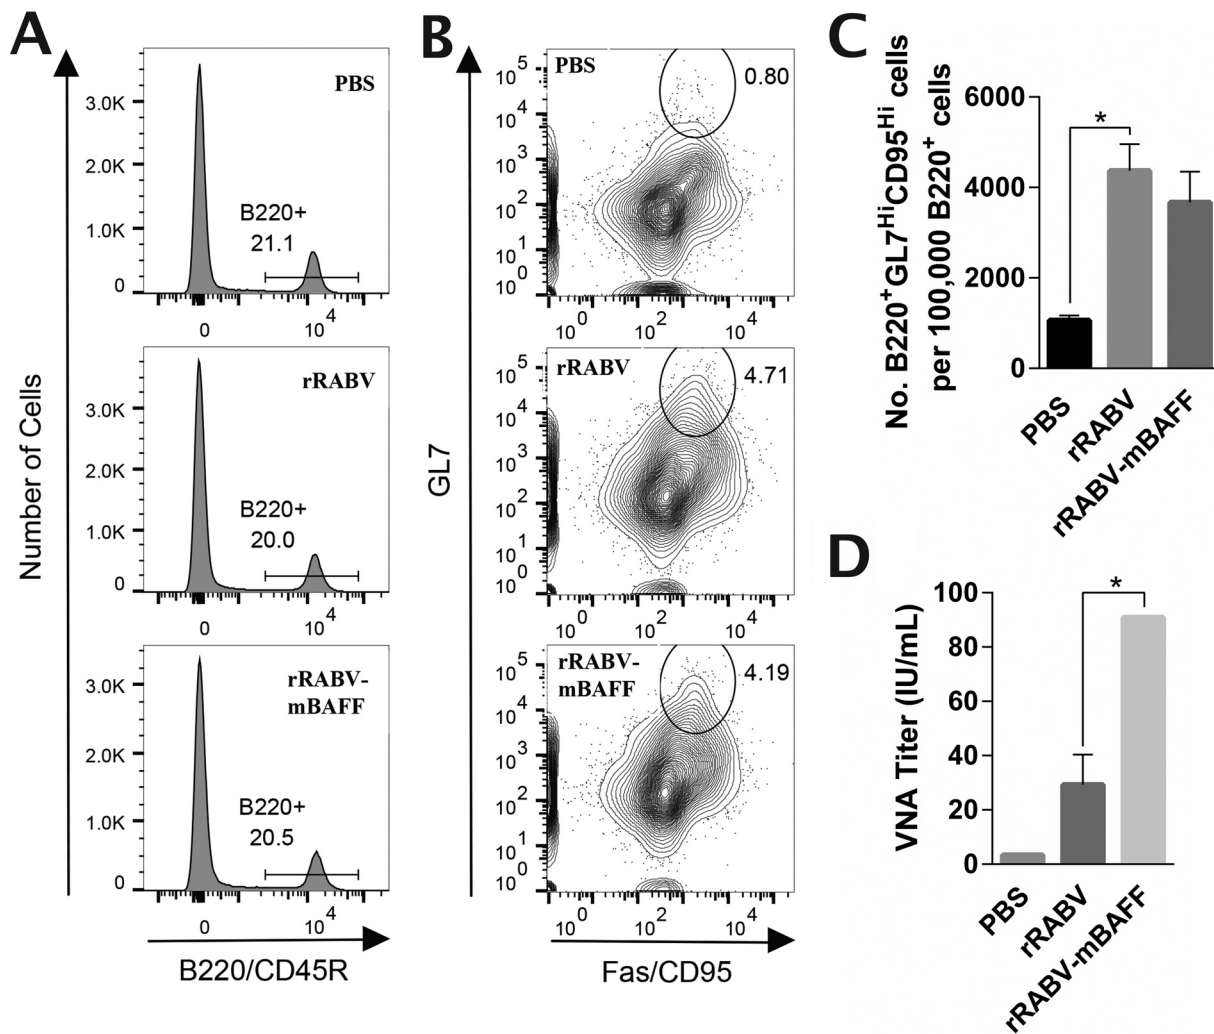 A
PBS
3.0K
2.0K
1.0K
0
B220+
21.1
0
10^4
rRABV
3.0K
2.0K
1.0K
0
B220+
20.0
0
10^4
rRABV-
mBAFF
3.0K
2.0K
1.0K
0
B220+
20.5
0
10^4
Number of Cells
B220/CD45R
B
PBS
0.80
10^5
10^4
10^3
10^2
10^1
10^0
10^0 10^2 10^4
rRABV
4.71
10^5
10^4
10^3
10^2
10^1
10^0
10^0 10^2 10^4
rRABV-
mBAFF
4.19
10^5
10^4
10^3
10^2
10^1
10^0
10^0 10^2 10^4
GL7
Fas/CD95
C
No. B220^+GL7^HiCD95^Hi cells
per 100,000 B220^+ cells
6000
4000
2000
0
*
PBS
rRABV
rRABV-mBAFF
D
VNA Titer (IU/mL)
100
80
60
40
20
0
*
PBS
rRABV
rRABV-mBAFF